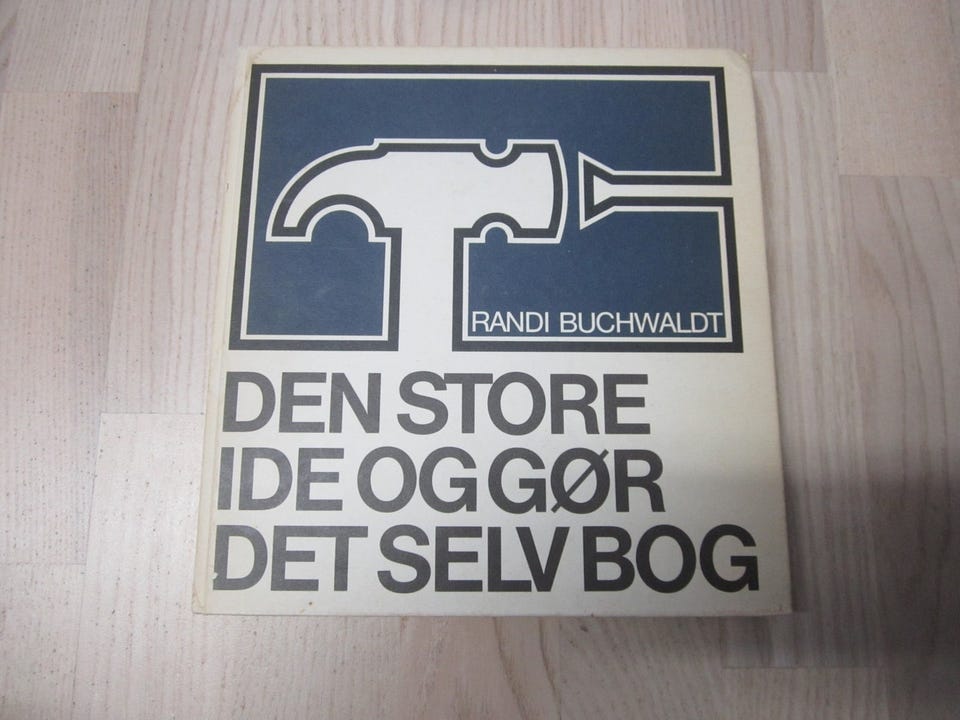 RANDI BUCHWALDT
DEN STORE
IDE OG GØR
DET SELV BOG